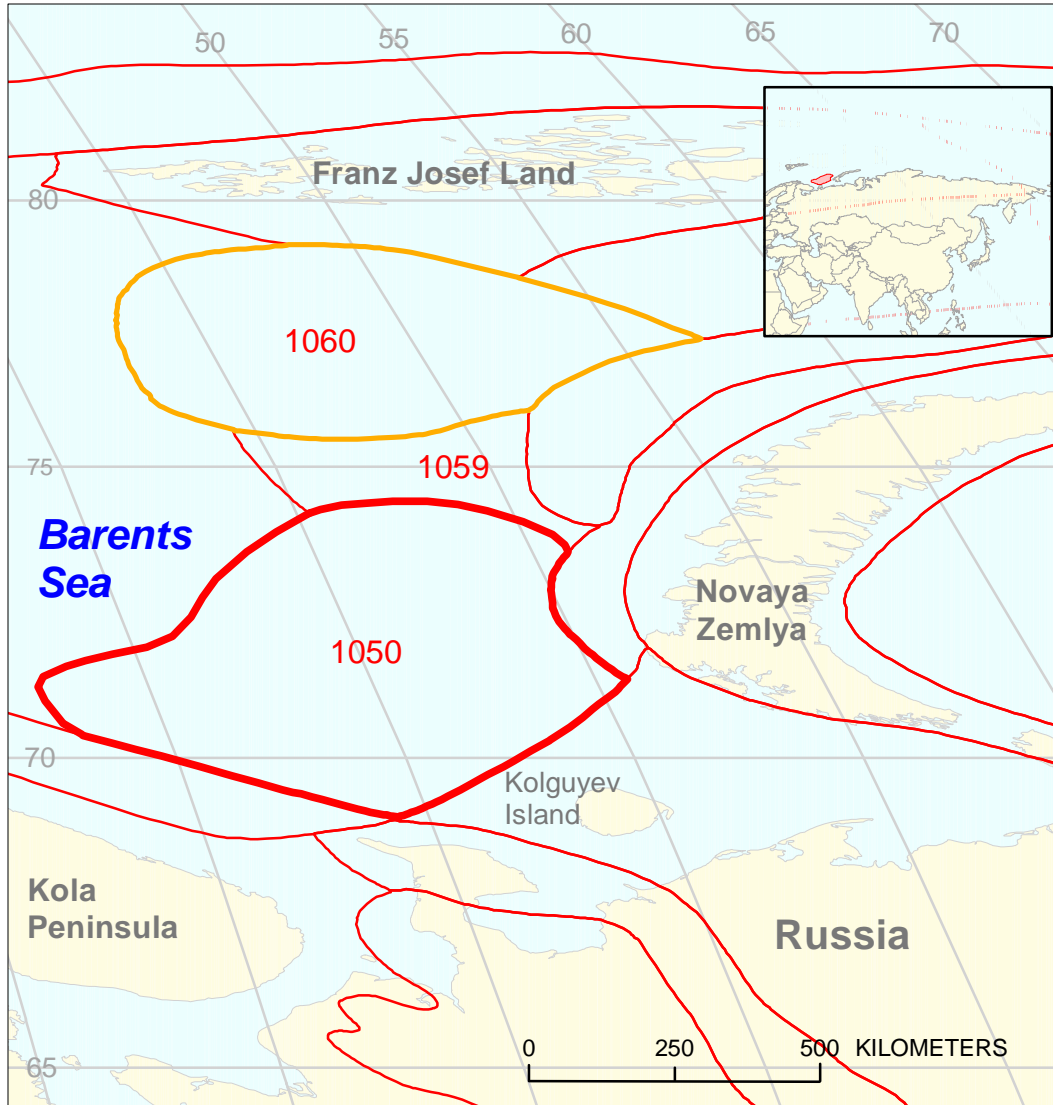 50
55
60
65
70
Franz Josef Land
80
1060
1059
75
Barents
Sea
Novaya
Zemlya
1050
70
Kolguyev
Island
Kola
Peninsula
Russia
0 250 500 KILOMETERS
65